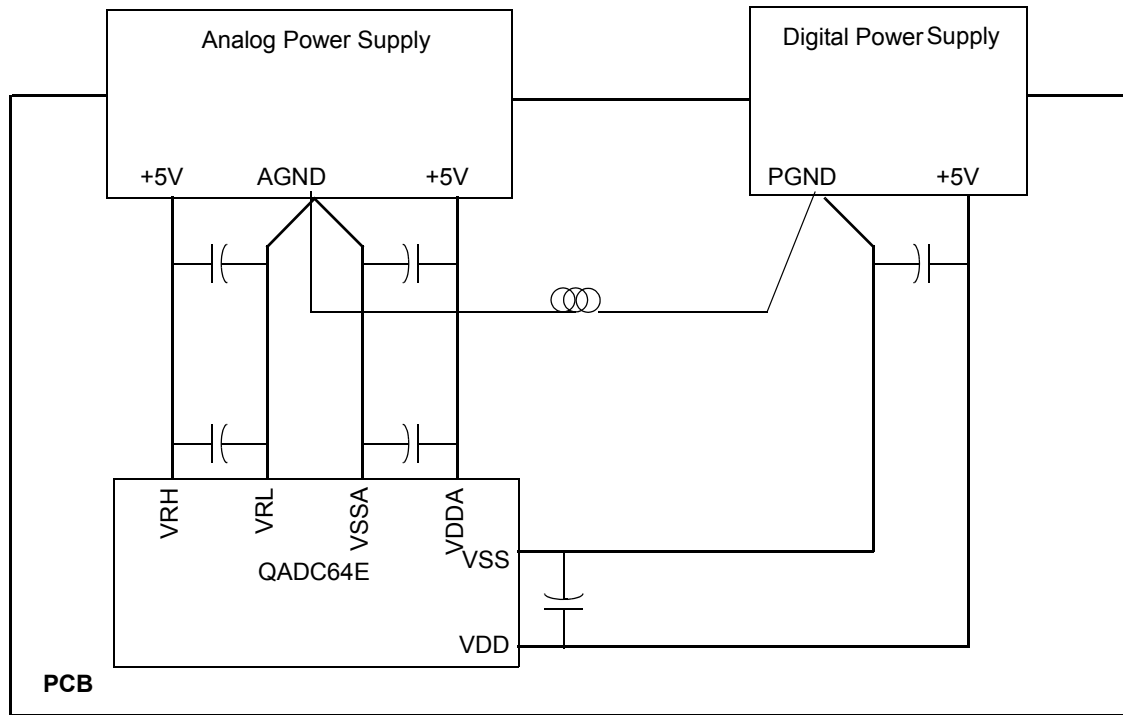 Analog Power Supply
Digital Power Supply
+5V
AGND
+5V
PGND
+5V
VRH
VRL
VSSA
VDDA
VSS
QADC64E
VDD
PCB